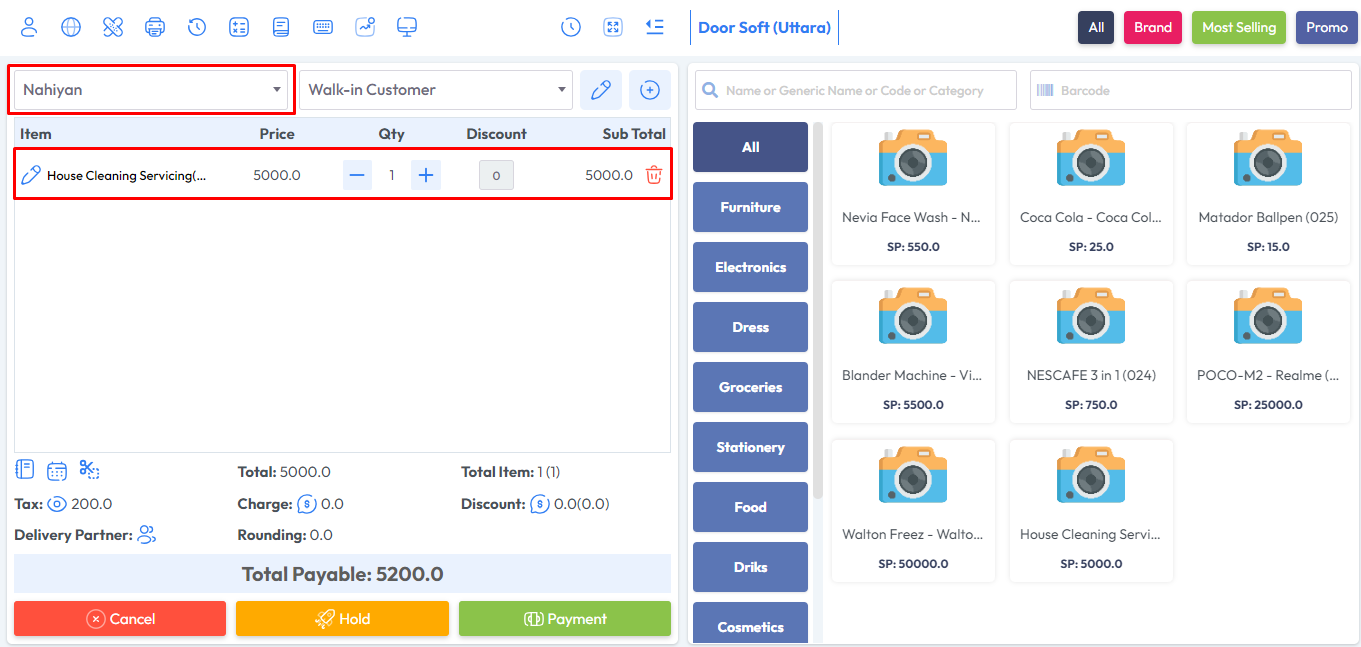 Door Soft (Uttara)
All Brand Most Selling Promo
Nahiyan Walk-in Customer
Item Price Qty Discount Sub Total
House Cleaning Servicing(... 5000.0 1 0 5000.0
Total: 5000.0 Total Item: 1 (1)
Tax: 200.0 Charge: 0.0 Discount: 0.0(0.0)
Delivery Partner: Rounding: 0.0
Total Payable: 5200.0
Cancel Hold Payment
Name or Generic Name or Code or Category Barcode
All
Furniture
Electronics
Dress
Groceries
Stationery
Food
Driks
Cosmetics
Nevia Face Wash - N... Coca Cola - Coca Col... Matador Ballpen (025)
SP: 550.0 SP: 25.0 SP: 15.0
Blander Machine - Vi... NESCAFE 3 in 1 (024) POCO-M2 - Realme (...
SP: 5500.0 SP: 750.0 SP: 25000.0
Walton Freez - Walto... House Cleaning Servi...
SP: 50000.0 SP: 5000.0